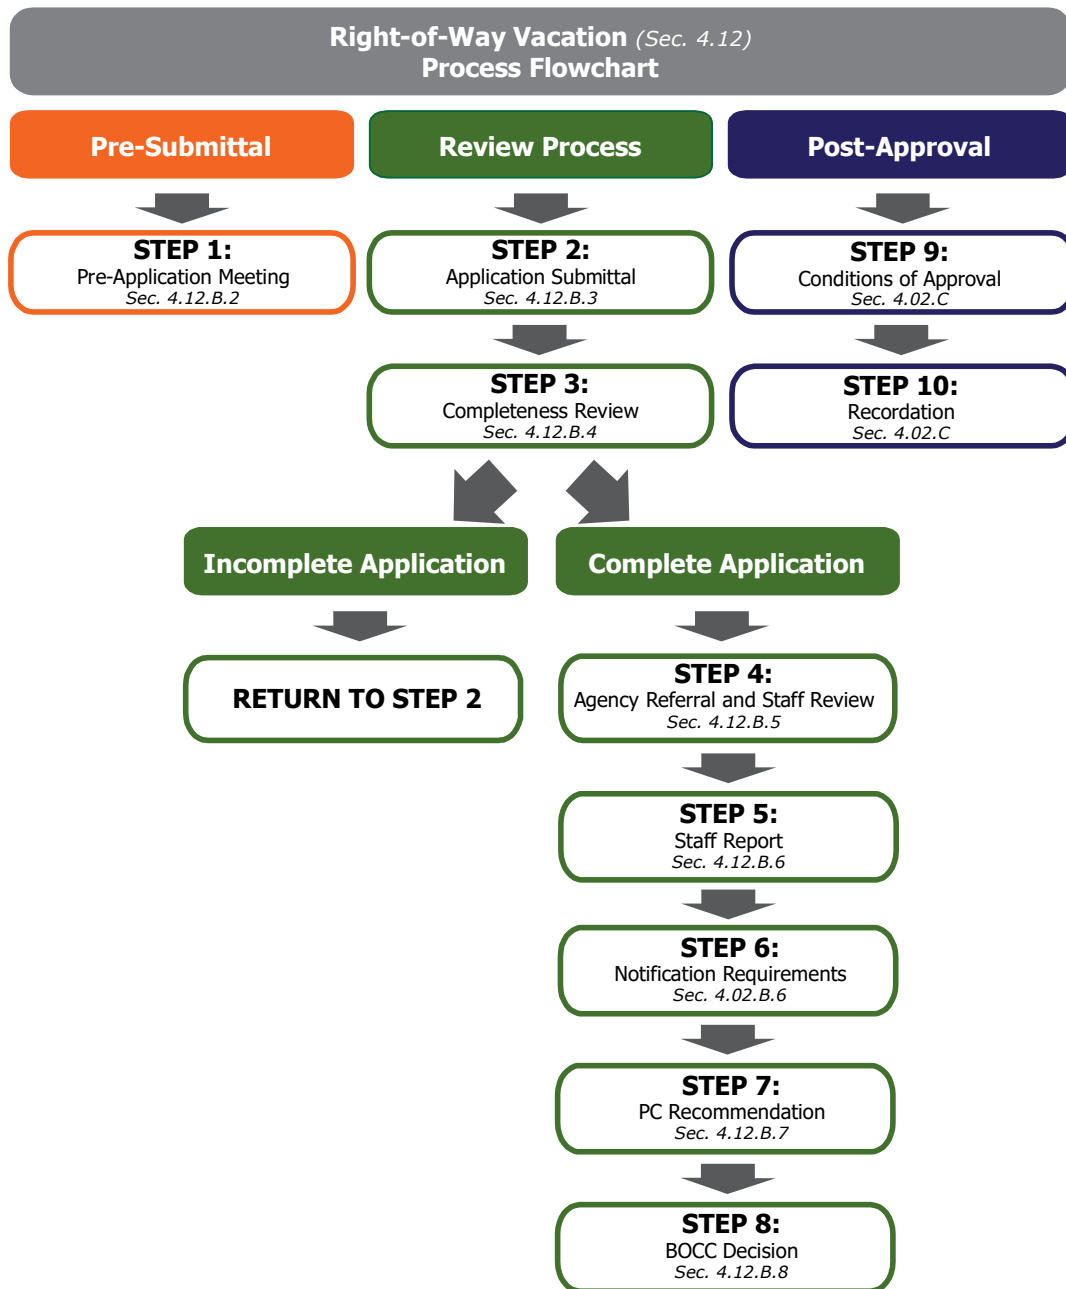 Right-of-Way Vacation (Sec. 4.12)
Process Flowchart
Pre-Submittal
Review Process
Post-Approval
STEP 1:
Pre-Application Meeting
Sec. 4.12.B.2
STEP 2:
Application Submittal
Sec. 4.12.B.3
STEP 9:
Conditions of Approval
Sec. 4.02.C
STEP 3:
Completeness Review
Sec. 4.12.B.4
STEP 10:
Recordation
Sec. 4.02.C
Incomplete Application
Complete Application
RETURN TO STEP 2
STEP 4:
Agency Referral and Staff Review
Sec. 4.12.B.5
STEP 5:
Staff Report
Sec. 4.12.B.6
STEP 6:
Notification Requirements
Sec. 4.02.B.6
STEP 7:
PC Recommendation
Sec. 4.12.B.7
STEP 8:
BOCC Decision
Sec. 4.12.B.8